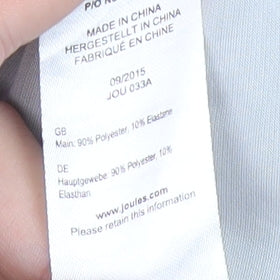 P/O
MADE IN CHINA
HERGESTELLT IN CHINA
FABRIQUÉ EN CHINE
09/2015
JOU 033A
GB
Main: 90% Polyester, 10% Elastane
DE
Hauptgewebe: 90% Polyester, 10%
Elasthan
www.joules.com
Please retain this information